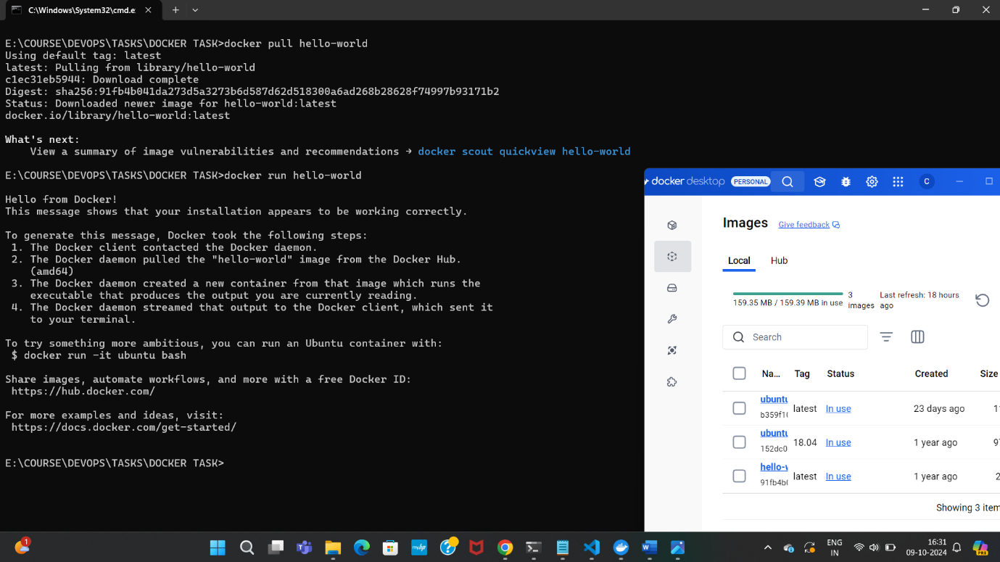 C:\Windows\System32\cmd.e
E:\COURSE\DEVOPS\TASKS\DOCKER TASK>docker pull hello-world
Using default tag: latest
latest: Pulling from library/hello-world
c1ec31eb5944: Download complete
Digest: sha256:91fb4b041da273d5a3273b6d587d62d518300a6ad268b28628f74997b93171b2
Status: Downloaded newer image for hello-world:latest
docker.io/library/hello-world:latest
What's next:
View a summary of image vulnerabilities and recommendations → docker scout quickview hello-world
E:\COURSE\DEVOPS\TASKS\DOCKER TASK>docker run hello-world
Hello from Docker!
This message shows that your installation appears to be working correctly.
To generate this message, Docker took the following steps:
1. The Docker client contacted the Docker daemon.
2. The Docker daemon pulled the "hello-world" image from the Docker Hub.
(amd64)
3. The Docker daemon created a new container from that image which runs the
executable that produces the output you are currently reading.
4. The Docker daemon streamed that output to the Docker client, which sent it
to your terminal.
To try something more ambitious, you can run an Ubuntu container with:
$ docker run -it ubuntu bash
Share images, automate workflows, and more with a free Docker ID:
https://hub.docker.com/
For more examples and ideas, visit:
https://docs.docker.com/get-started/
E:\COURSE\DEVOPS\TASKS\DOCKER TASK>
docker desktop PERSONAL C
Images Give feedback
Local Hub
159.35 MB / 159.39 MB in use 3 images Last refresh: 18 hours ago
Search
Na... Tag Status Created Size
ubuntu latest In use 23 days ago
b359f10
ubuntu 18.04 In use 1 year ago
152dc0
hello-w latest In use 1 year ago
91fb4b0
Showing 3 item
1
myhp
W
ENG
IN
16:31
09-10-2024
PRE